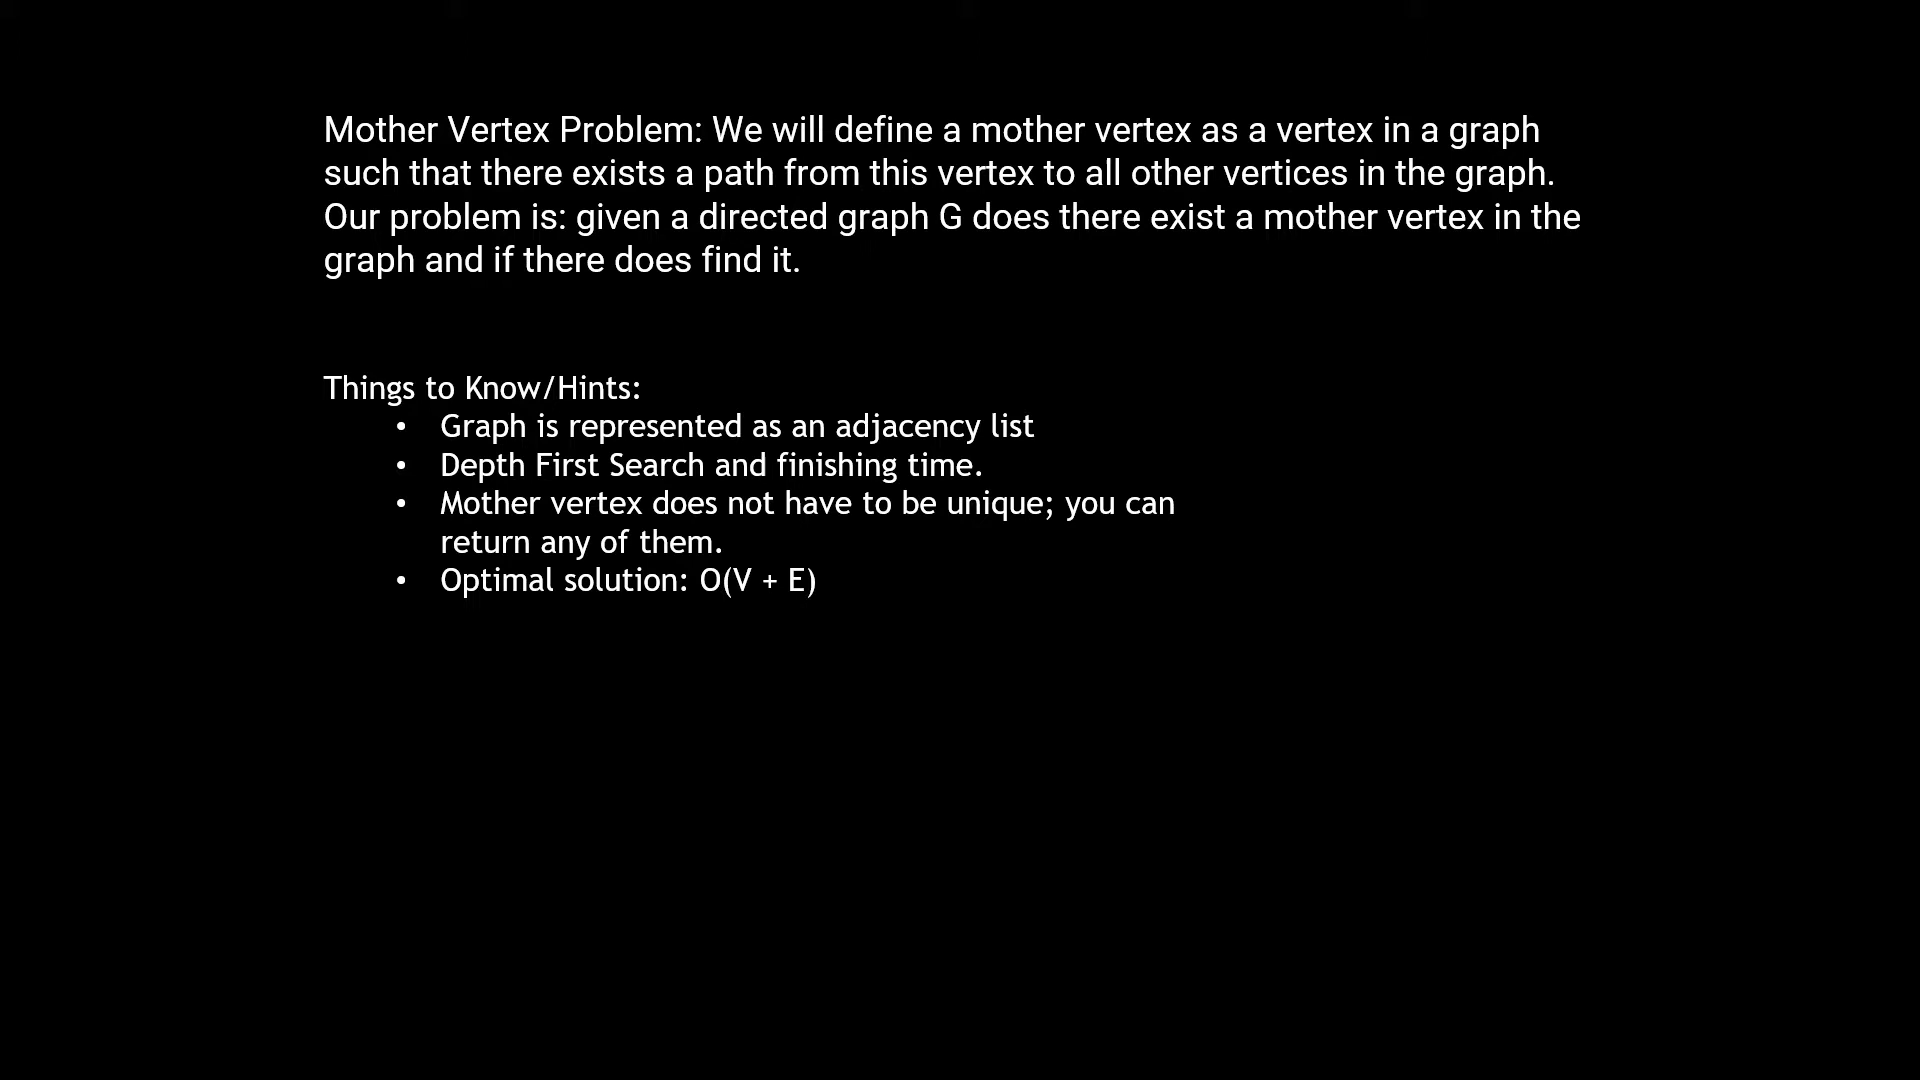 Mother Vertex Problem: We will define a mother vertex as a vertex in a graph
such that there exists a path from this vertex to all other vertices in the graph.
Our problem is: given a directed graph G does there exist a mother vertex in the
graph and if there does find it.
Things to Know/Hints:
• Graph is represented as an adjacency list
• Depth First Search and finishing time.
• Mother vertex does not have to be unique; you can
return any of them.
• Optimal solution: O(V + E)